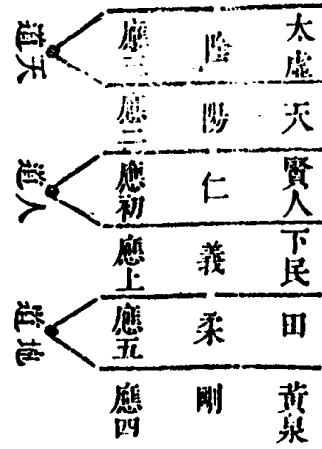 太虛 天 賢人 下民 田 黃泉
陰 陽 仁 義 柔 剛
應三 應二 應初 應上 應五 應四
天道 人道 地道